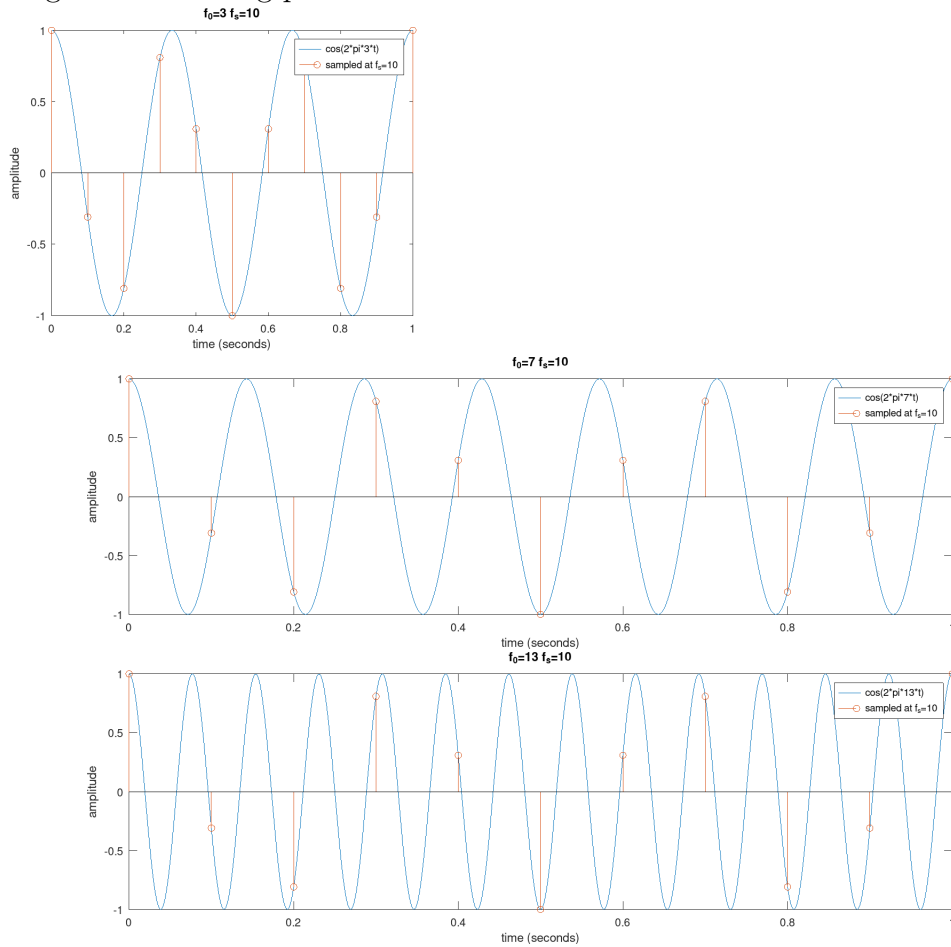 f₀=3 fₛ=10
cos(2*pi*3*t)
sampled at fₛ=10
1
0.5
0
-0.5
-1
amplitude
0 0.2 0.4 0.6 0.8 1
time (seconds)
f₀=7 fₛ=10
cos(2*pi*7*t)
sampled at fₛ=10
1
0.5
0
-0.5
-1
amplitude
0 0.2 0.4 0.6 0.8
time (seconds)
f₀=13 fₛ=10
cos(2*pi*13*t)
sampled at fₛ=10
1
0.5
0
-0.5
-1
amplitude
0 0.2 0.4 0.6 0.8
time (seconds)